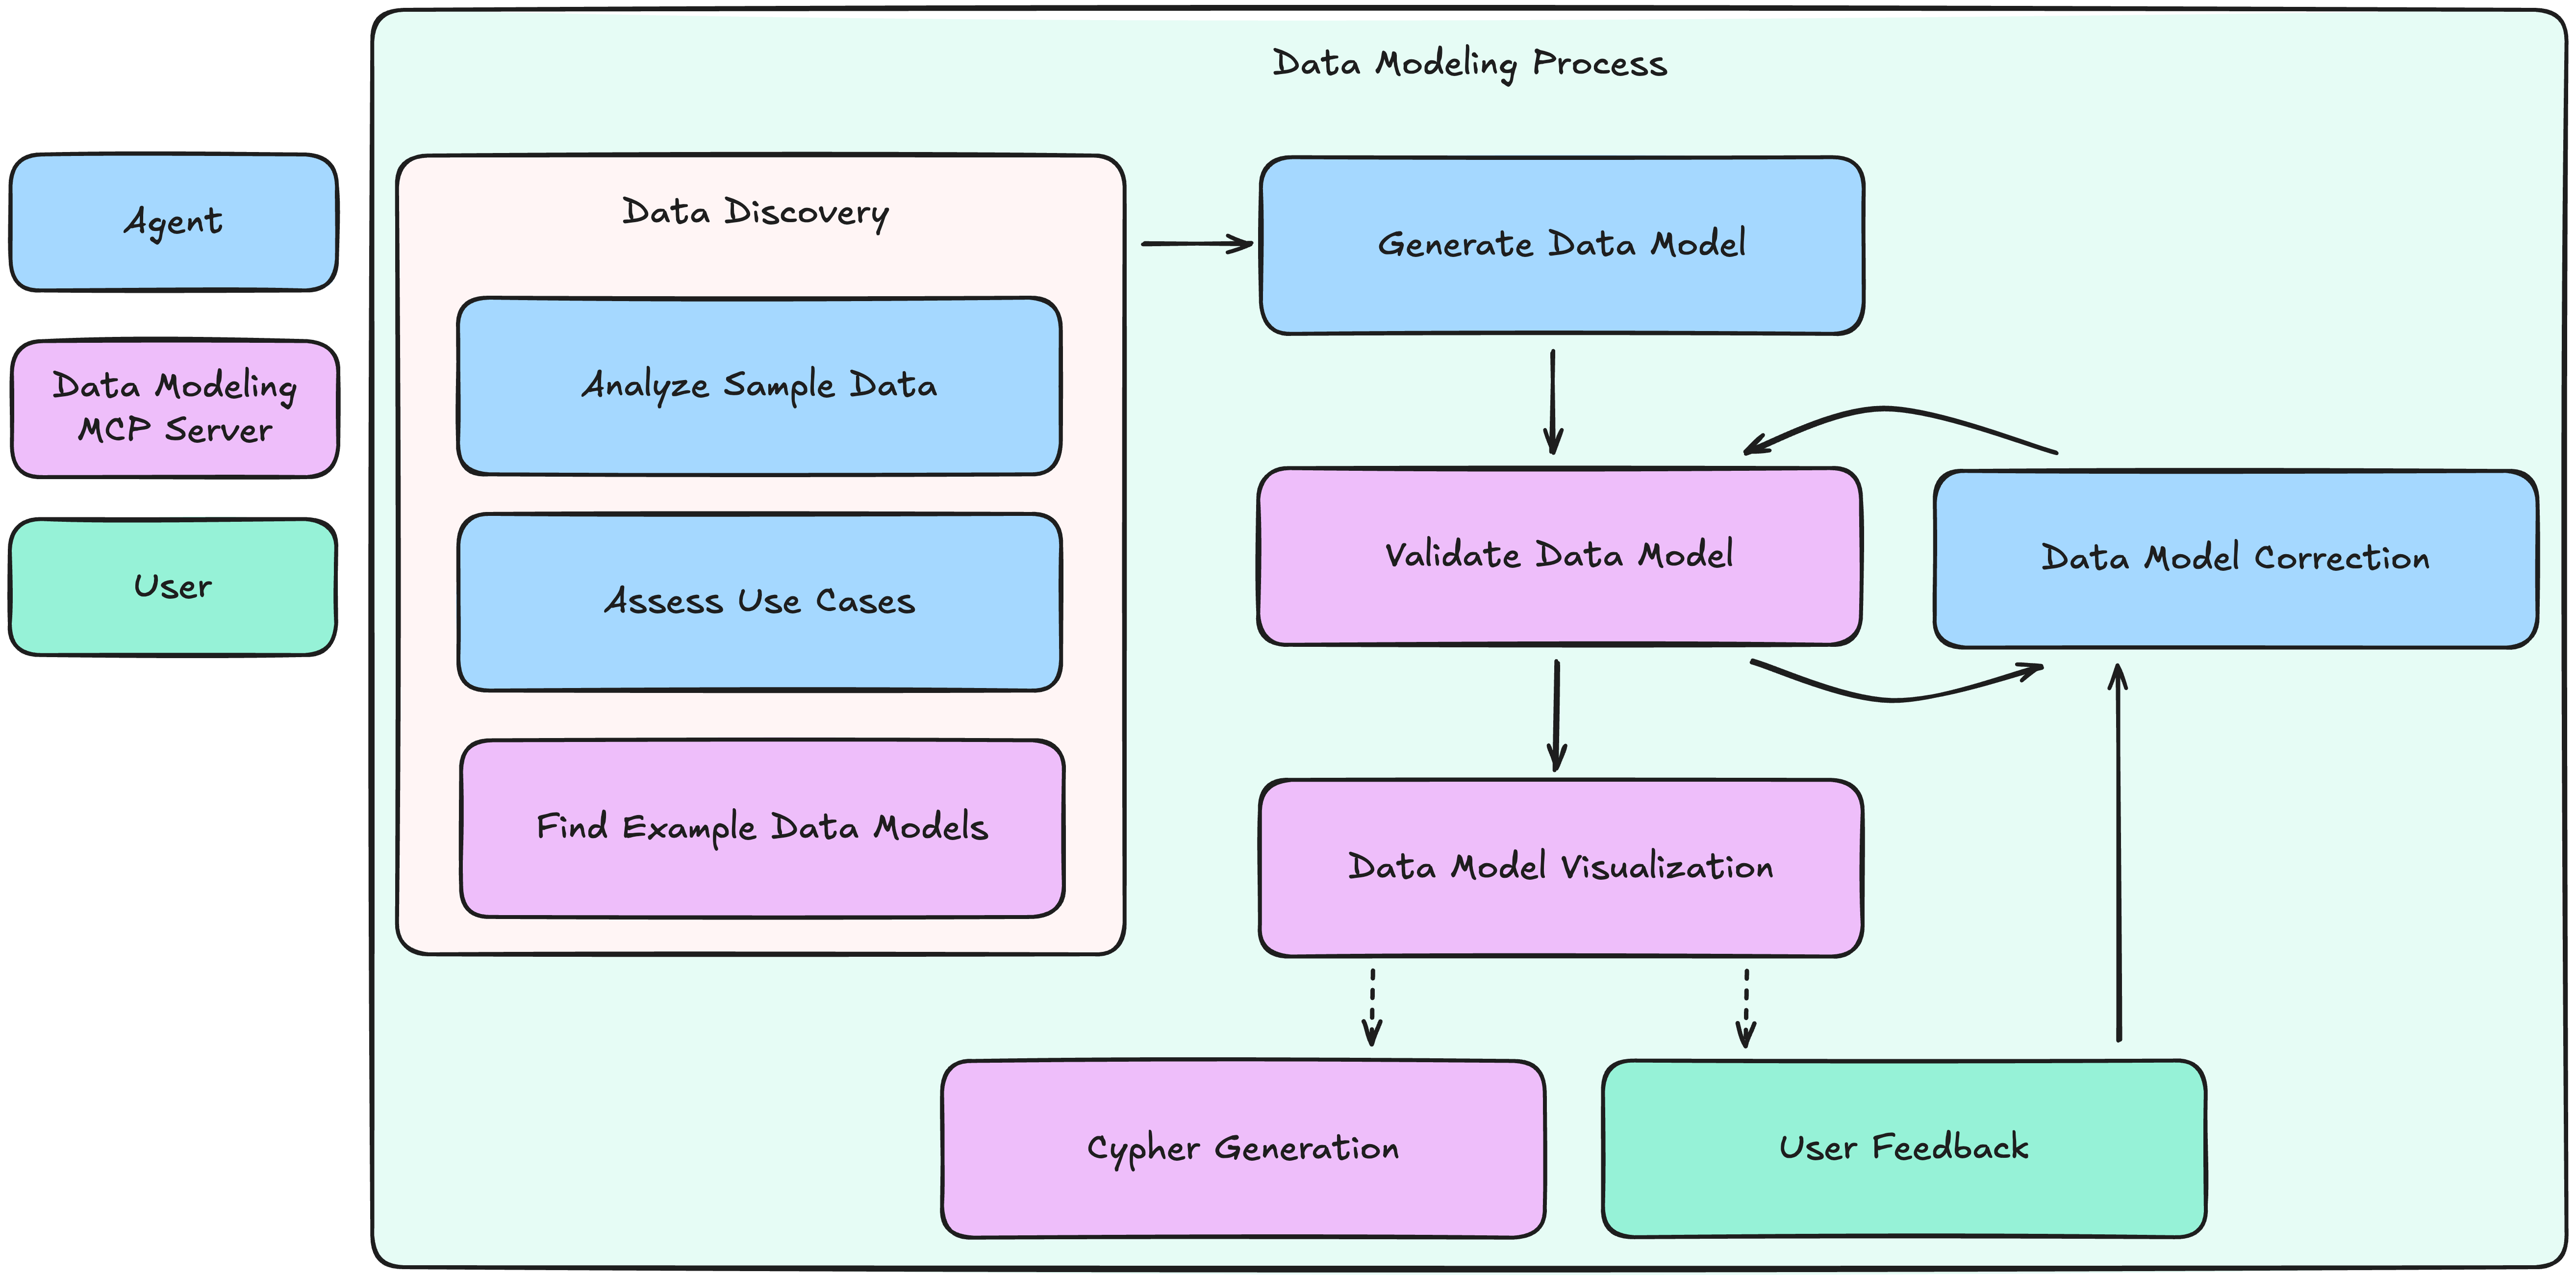 Data Modeling Process
Agent
Data Modeling
MCP Server
User
Data Discovery
Analyze Sample Data
Assess Use Cases
Find Example Data Models
Generate Data Model
Validate Data Model
Data Model Correction
Data Model Visualization
Cypher Generation
User Feedback